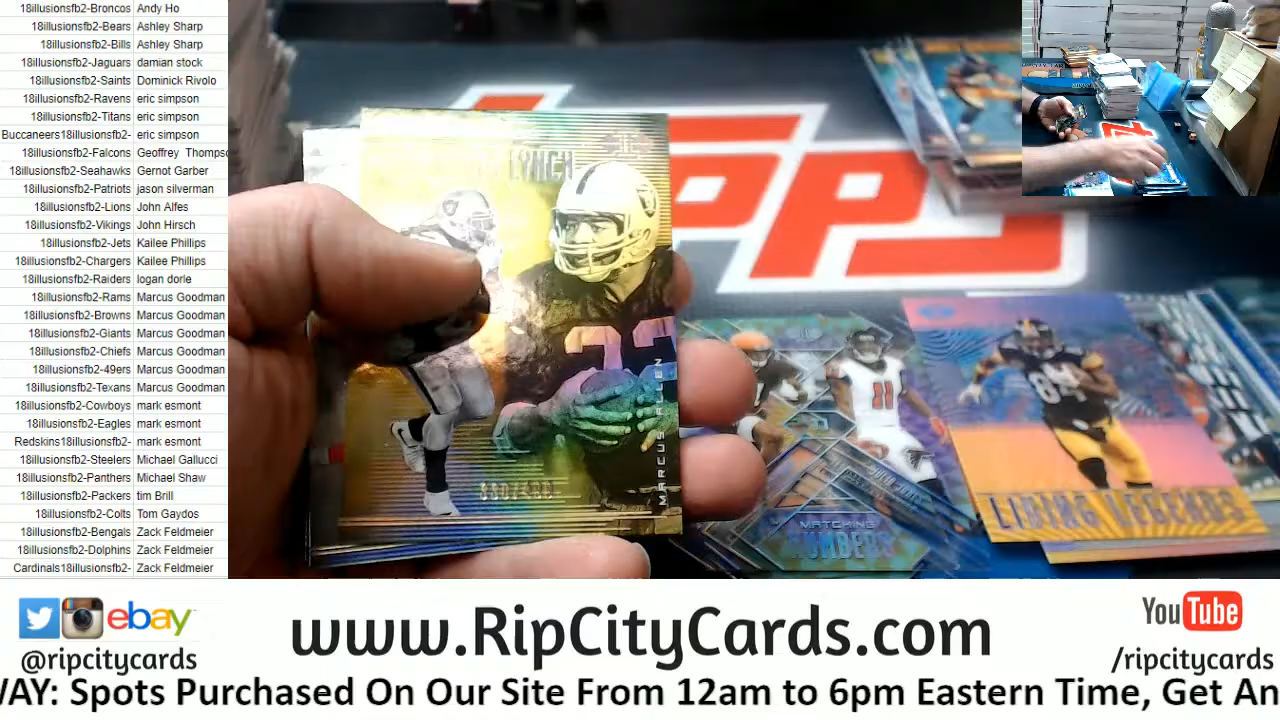 18illusionsfb2-Broncos Andy Ho
18illusionsfb2-Bears Ashley Sharp
18illusionsfb2-Bills Ashley Sharp
18illusionsfb2-Jaguars damian stock
18illusionsfb2-Saints Dominick Rivolo
18illusionsfb2-Ravens eric simpson
18illusionsfb2-Titans eric simpson
Buccaneers18illusionsfb2- eric simpson
18illusionsfb2-Falcons Geoffrey Thompso
18illusionsfb2-Seahawks Gernot Garber
18illusionsfb2-Patriots jason silverman
18illusionsfb2-Lions John Alfes
18illusionsfb2-Vikings John Hirsch
18illusionsfb2-Jets Kailee Phillips
18illusionsfb2-Chargers Kailee Phillips
18illusionsfb2-Raiders logan dorle
18illusionsfb2-Rams Marcus Goodman
18illusionsfb2-Browns Marcus Goodman
18illusionsfb2-Giants Marcus Goodman
18illusionsfb2-Chiefs Marcus Goodman
18illusionsfb2-49ers Marcus Goodman
18illusionsfb2-Texans Marcus Goodman
18illusionsfb2-Cowboys mark esmont
18illusionsfb2-Eagles mark esmont
Redskins18illusionsfb2- mark esmont
18illusionsfb2-Steelers Michael Gallucci
18illusionsfb2-Panthers Michael Shaw
18illusionsfb2-Packers tim Brill
18illusionsfb2-Colts Tom Gaydos
18illusionsfb2-Bengals Zack Feldmeier
18illusionsfb2-Dolphins Zack Feldmeier
Cardinals18illusionsfb2- Zack Feldmeier
LYNCH
MARCUS ALLEN
11
84
MATCHING
NUMBERS
LIVING LEGENDS
ebay
@ripcitycards
www.RipCityCards.com
YouTube
/ripcitycards
WAY: Spots Purchased On Our Site From 12am to 6pm Eastern Time, Get An